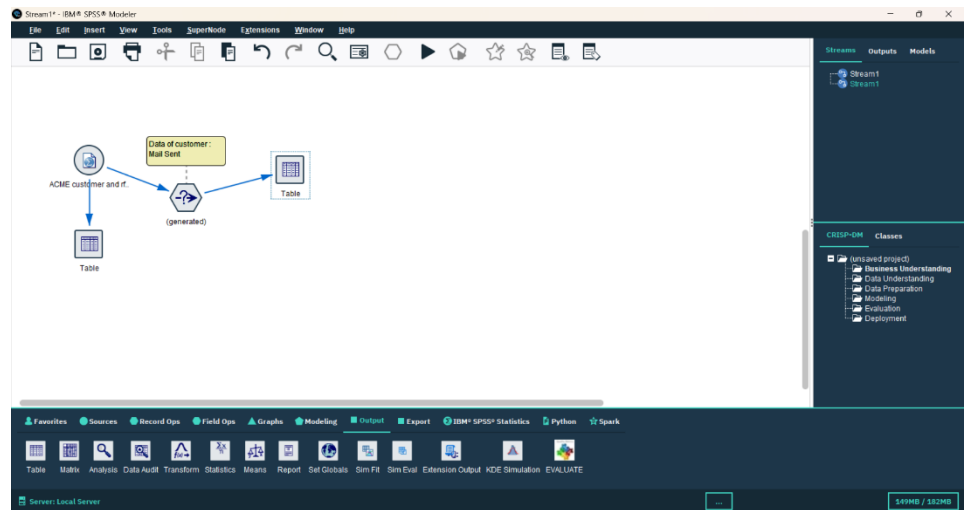 Stream1* - IBM® SPSS® Modeler
File Edit Insert View Tools SuperNode Extensions Window Help
Streams Outputs Models
Stream1
Stream1
Data of customer :
Mail Sent
ACME customer and rf..
Table
(generated)
Table
CRISP-DM Classes
(unsaved project)
Business Understanding
Data Understanding
Data Preparation
Modeling
Evaluation
Deployment
Favorites Sources Record Ops Field Ops Graphs Modeling Output Export IBM® SPSS® Statistics Python Spark
Table Matrix Analysis Data Audit Transform Statistics Means Report Set Globals Sim Fit Sim Eval Extension Output KDE Simulation EVALUATE
Server: Local Server ... 149MB / 182MB